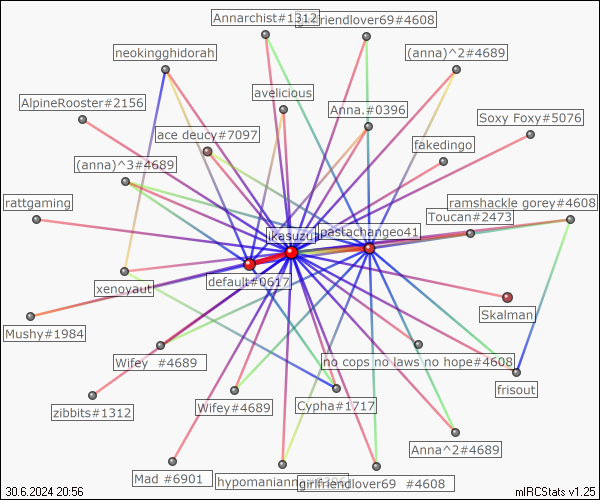 Annarchist#1312
girlfriendlover69#4608
neokingghidorah
(anna)^2#4689
avelicious
AlpineRooster#2156
Anna.#0396
Soxy Foxy#5076
ace deucy#7097
fakedingo
(anna)^3#4689
rattgaming
ramshackle gorey#4608
Toucan#2473
ikasuzu
pastachangeo41
default#0617
xenoyaut
Skalman
Mushy#1984
Wifey #4689
no cops no laws no hope#4608
frisout
zibbits#1312
Wifey#4689
Cypha#1717
Anna^2#4689
Mad #6901
hypomanianna
girlfriendlover69 #4608
30.6.2024 20:56
mIRCStats v1.25